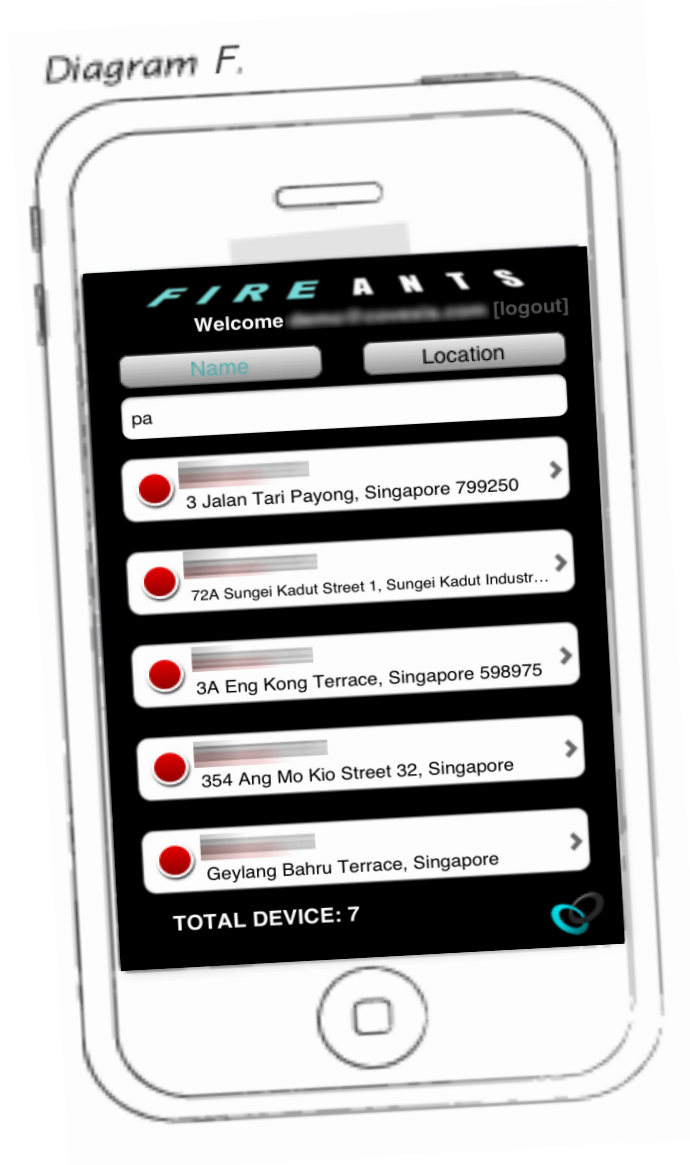 Diagram F.
FIRE ANTS
Welcome [logout]
Name Location
pa
3 Jalan Tari Payong, Singapore 799250
72A Sungei Kadut Street 1, Sungei Kadut Industr...
3A Eng Kong Terrace, Singapore 598975
354 Ang Mo Kio Street 32, Singapore
Geylang Bahru Terrace, Singapore
TOTAL DEVICE: 7